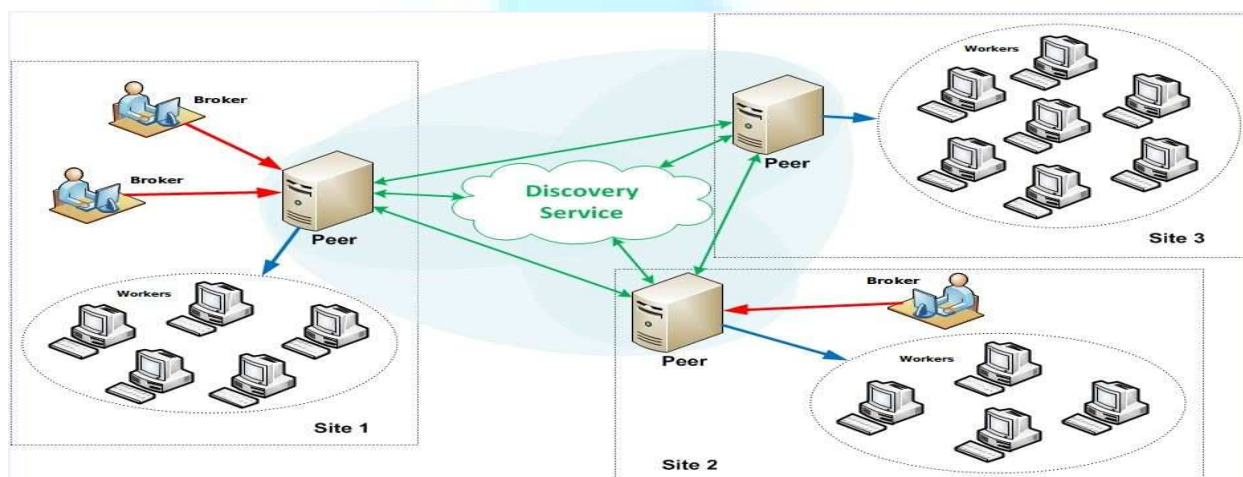 Broker
Broker
Peer
Workers
Site 1
Discovery
Service
Peer
Workers
Site 3
Peer
Broker
Workers
Site 2